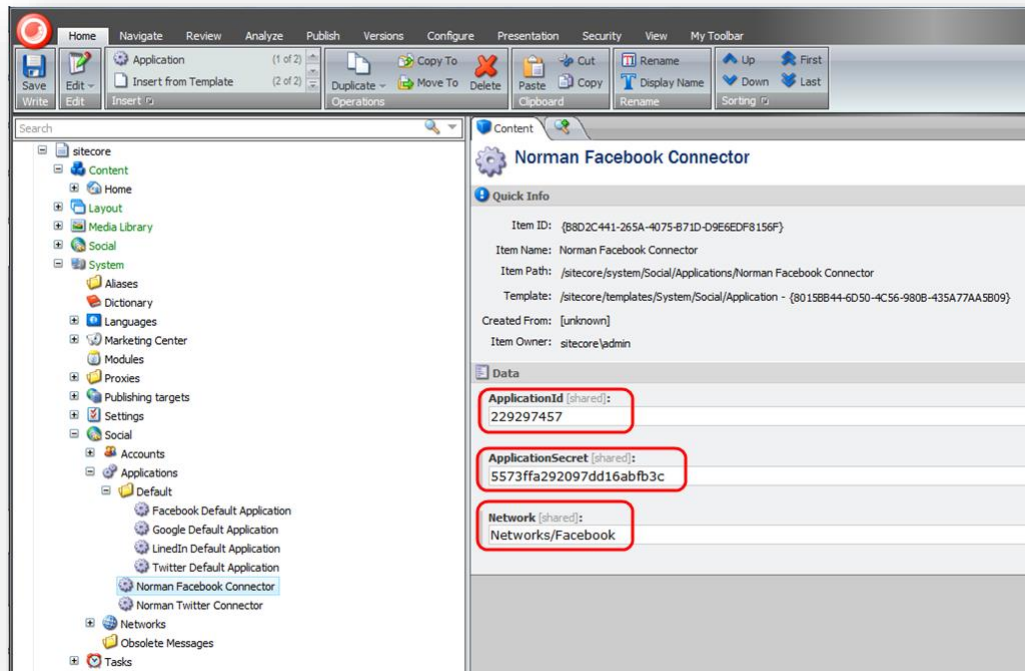 Home Navigate Review Analyze Publish Versions Configure Presentation Security View My Toolbar
Application (1 of 2) Copy To Cut Rename Up First
Save Edit Insert from Template (2 of 2) Duplicate Move To Delete Paste Copy Display Name Down Last
Write Edit Insert Operations Clipboard Rename Sorting
Search
Content
sitecore
Content
Home
Layout
Media Library
Social
System
Aliases
Dictionary
Languages
Marketing Center
Modules
Proxies
Publishing targets
Settings
Social
Accounts
Applications
Default
Facebook Default Application
Google Default Application
LinedIn Default Application
Twitter Default Application
Norman Facebook Connector
Norman Twitter Connector
Networks
Obsolete Messages
Tasks
Norman Facebook Connector
Quick Info
Item ID: {B8D2C441-265A-4075-B71D-D9E6EDF8156F}
Item Name: Norman Facebook Connector
Item Path: /sitecore/system/Social/Applications/Norman Facebook Connector
Template: /sitecore/templates/System/Social/Application - {8015BB44-6D50-4C56-980B-435A77AA5B09}
Created From: [unknown]
Item Owner: sitecore\admin
Data
ApplicationId [shared]:
229297457
ApplicationSecret [shared]:
5573ffa292097dd16abfb3c
Network [shared]:
Networks/Facebook